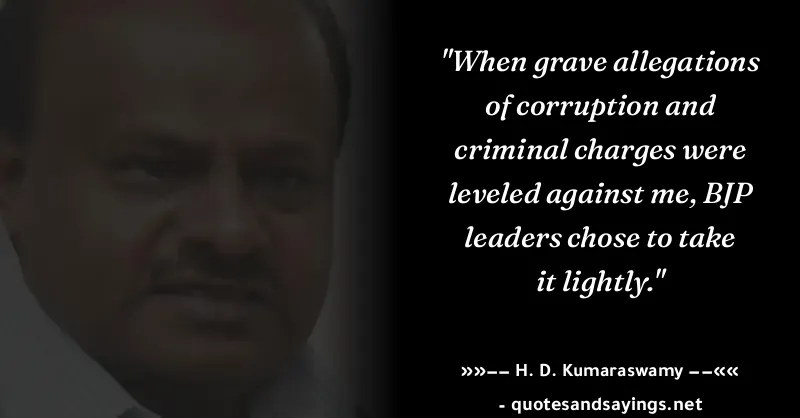 "When grave allegations
of corruption and
criminal charges were
leveled against me, BJP
leaders chose to take
it lightly."
»»−− H. D. Kumaraswamy −−««
- quotesandsayings.net